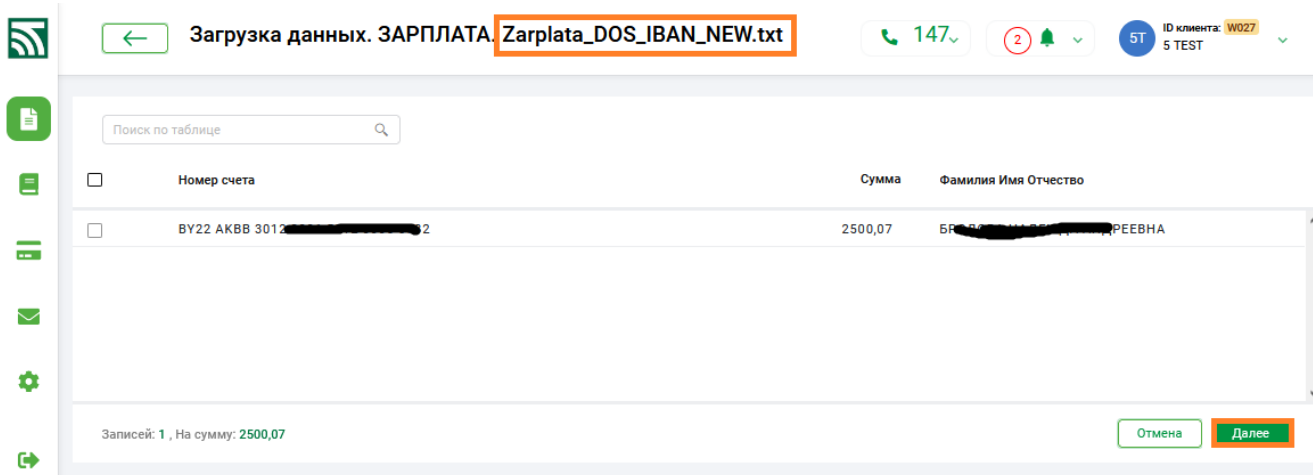 Загрузка данных. ЗАРПЛАТА. Zarplata_DOS_IBAN_NEW.txt
147
2
5T
ID клиента: W027
5 TEST
Поиск по таблице
Номер счета Сумма Фамилия Имя Отчество
BY22 AKBB 3012 2 2500,07 РЕЕВНА
Записей: 1 , На сумму: 2500,07
Отмена
Далее